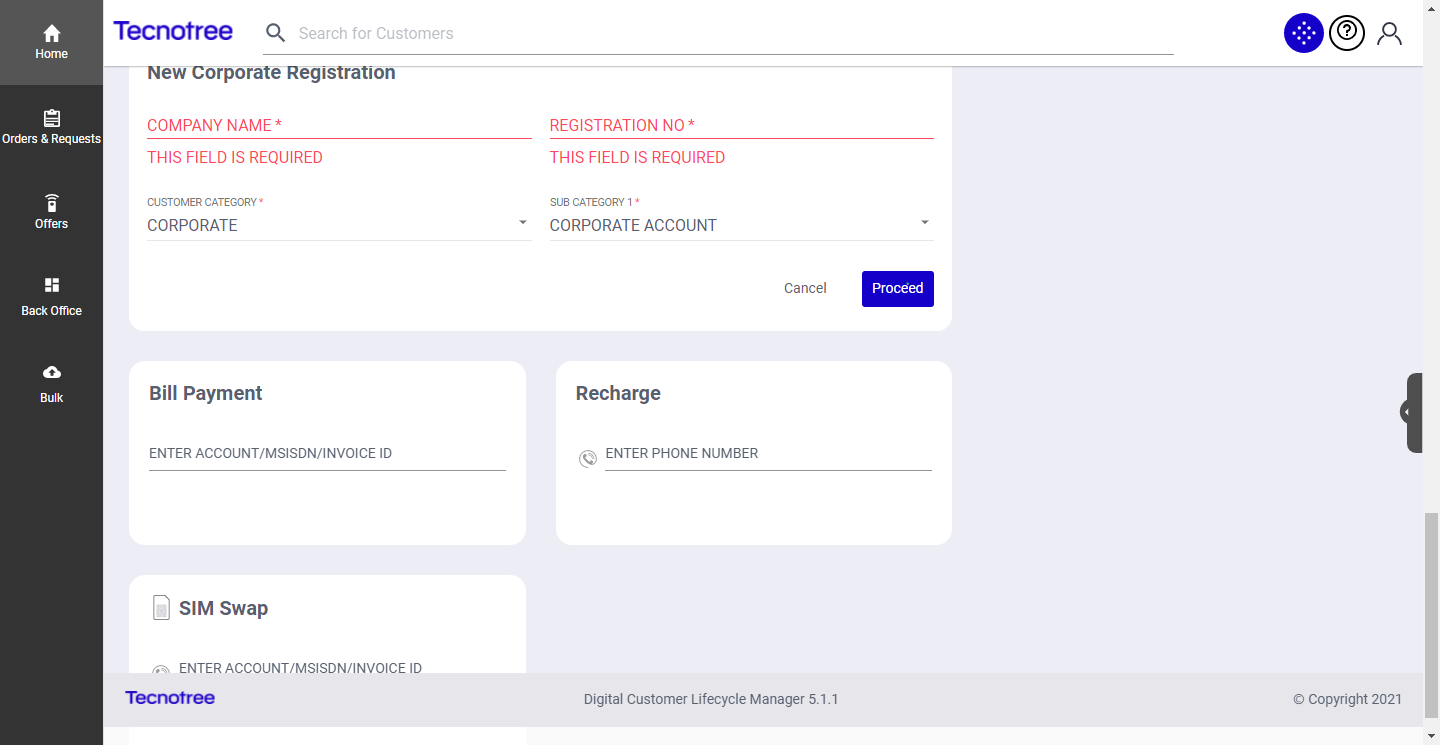 Home
Orders & Requests
Offers
Back Office
Bulk
Tecnotree
Search for Customers
New Corporate Registration
COMPANY NAME *
REGISTRATION NO *
THIS FIELD IS REQUIRED
THIS FIELD IS REQUIRED
CUSTOMER CATEGORY *
SUB CATEGORY 1 *
CORPORATE
CORPORATE ACCOUNT
Cancel
Proceed
Bill Payment
Recharge
ENTER ACCOUNT/MSISDN/INVOICE ID
ENTER PHONE NUMBER
SIM Swap
ENTER ACCOUNT/MSISDN/INVOICE ID
Tecnotree
Digital Customer Lifecycle Manager 5.1.1
© Copyright 2021